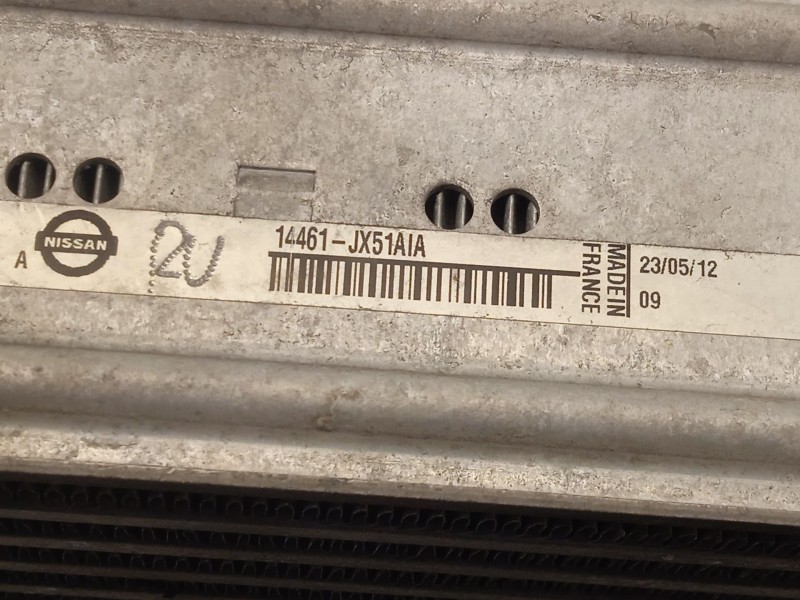 A
NISSAN
2U
14461-JX51AIA
MADE IN
FRANCE
23/05/12
09